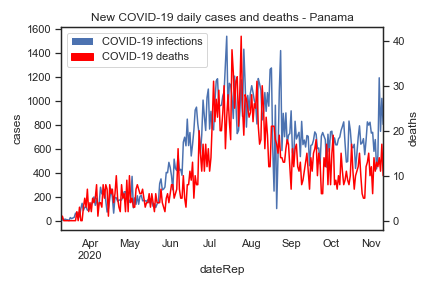 New COVID-19 daily cases and deaths - Panama
COVID-19 infections
COVID-19 deaths
1600
1400
1200
1000
800
600
400
200
0
cases
40
30
20
10
0
deaths
Apr May Jun Jul Aug Sep Oct Nov
2020
dateRep